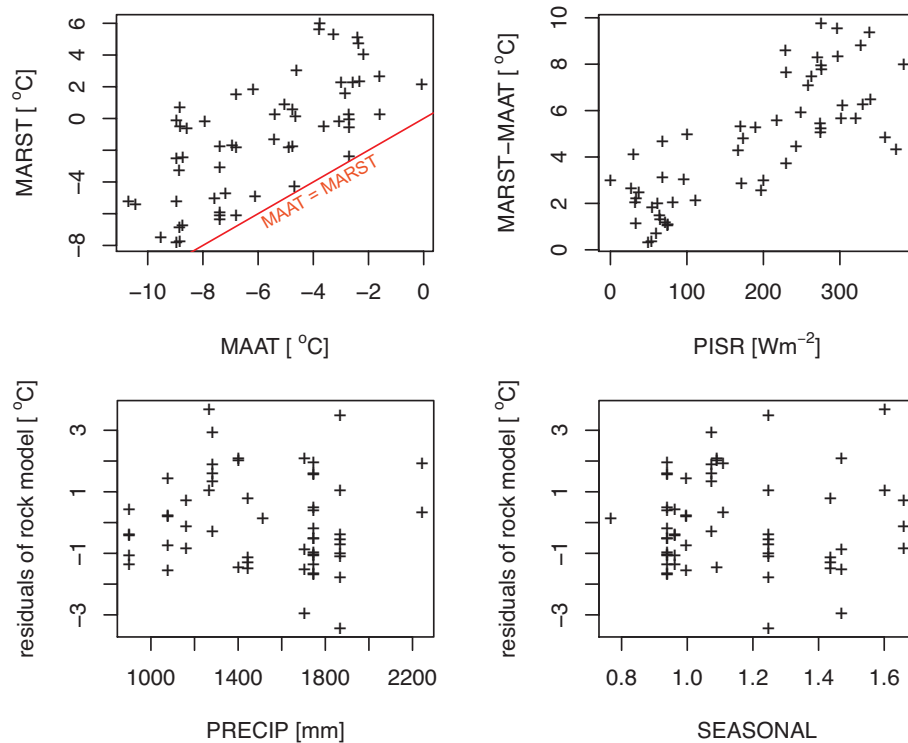 MARST [ °C]
6
4
2
0
−4
−8
MAAT = MARST
−10 −8 −6 −4 −2 0
MAAT [ °C]
MARST−MAAT [ °C]
10
8
6
4
2
0
0 100 200 300
PISR [Wm⁻²]
residuals of rock model [ °C]
3
1
−1
−3
1000 1400 1800 2200
PRECIP [mm]
residuals of rock model [ °C]
3
1
−1
−3
0.8 1.0 1.2 1.4 1.6
SEASONAL